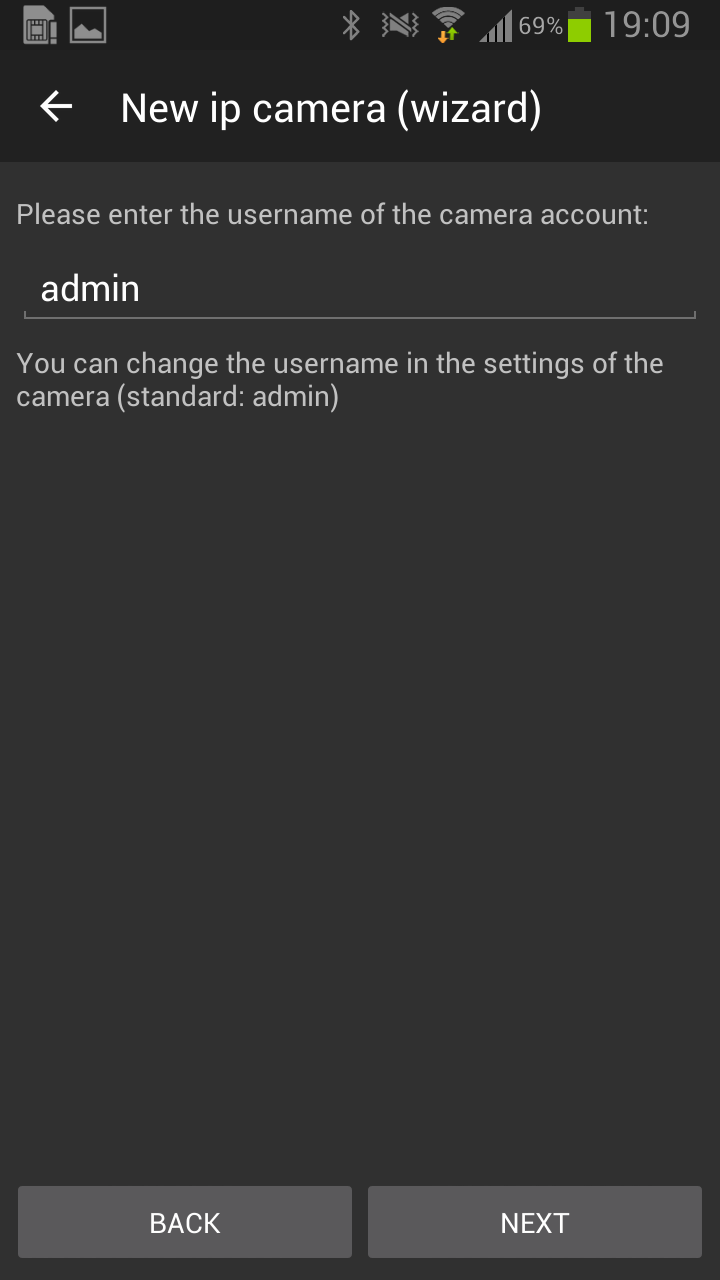 69% 19:09
New ip camera (wizard)
Please enter the username of the camera account:
admin
You can change the username in the settings of the
camera (standard: admin)
BACK NEXT